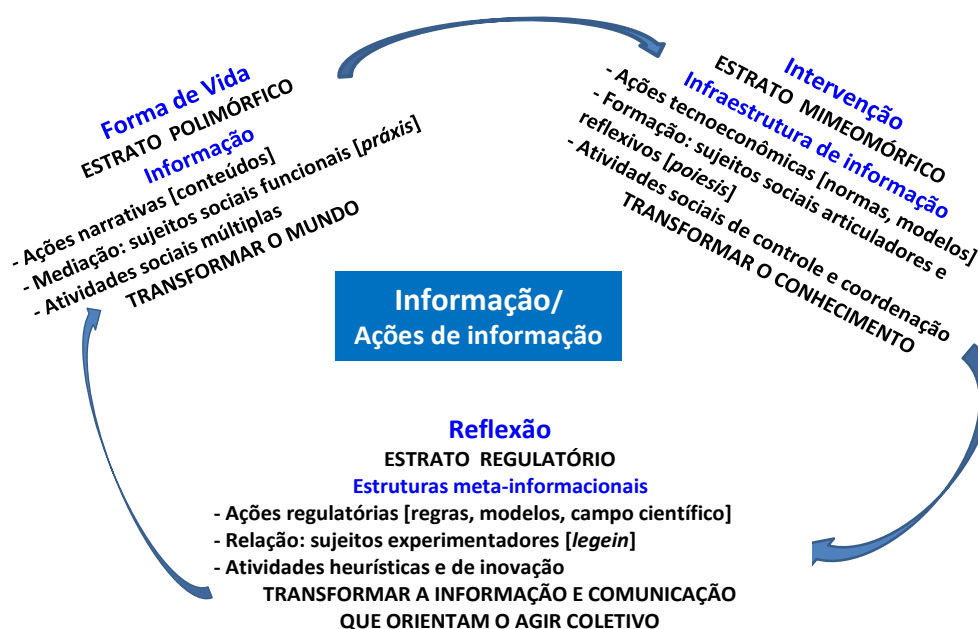 Forma de Vida
ESTRATO POLIMÓRFICO
Informação
- Ações narrativas [conteúdos]
- Mediação: sujeitos sociais funcionais [práxis]
- Atividades sociais múltiplas
TRANSFORMAR O MUNDO
Intervenção
ESTRATO MIMEOMÓRFICO
Infraestrutura de informação
- Ações tecnoeconômicas [normas, modelos]
- Formação: sujeitos sociais articuladores e
reflexivos [poiesis]
- Atividades sociais de controle e coordenação
TRANSFORMAR O CONHECIMENTO
Informação/
Ações de informação
Reflexão
ESTRATO REGULATÓRIO
Estruturas meta-informacionais
- Ações regulatórias [regras, modelos, campo científico]
- Relação: sujeitos experimentadores [legein]
- Atividades heurísticas e de inovação
TRANSFORMAR A INFORMAÇÃO E COMUNICAÇÃO
QUE ORIENTAM O AGIR COLETIVO